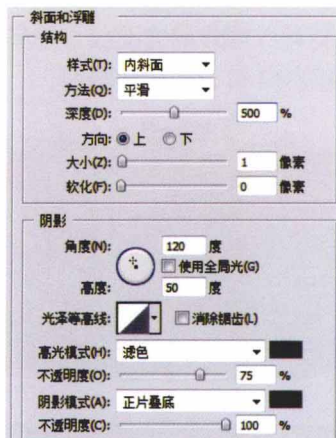 斜面和浮雕
结构
样式(T): 内斜面
方法(Q): 平滑
深度(D): 500 %
方向: 上 下
大小(Z): 1 像素
软化(F): 0 像素
阴影
角度(N): 120 度
使用全局光(G)
高度: 50 度
光泽等高线: 消除锯齿(L)
高光模式(H): 滤色
不透明度(O): 75 %
阴影模式(A): 正片叠底
不透明度(C): 100 %